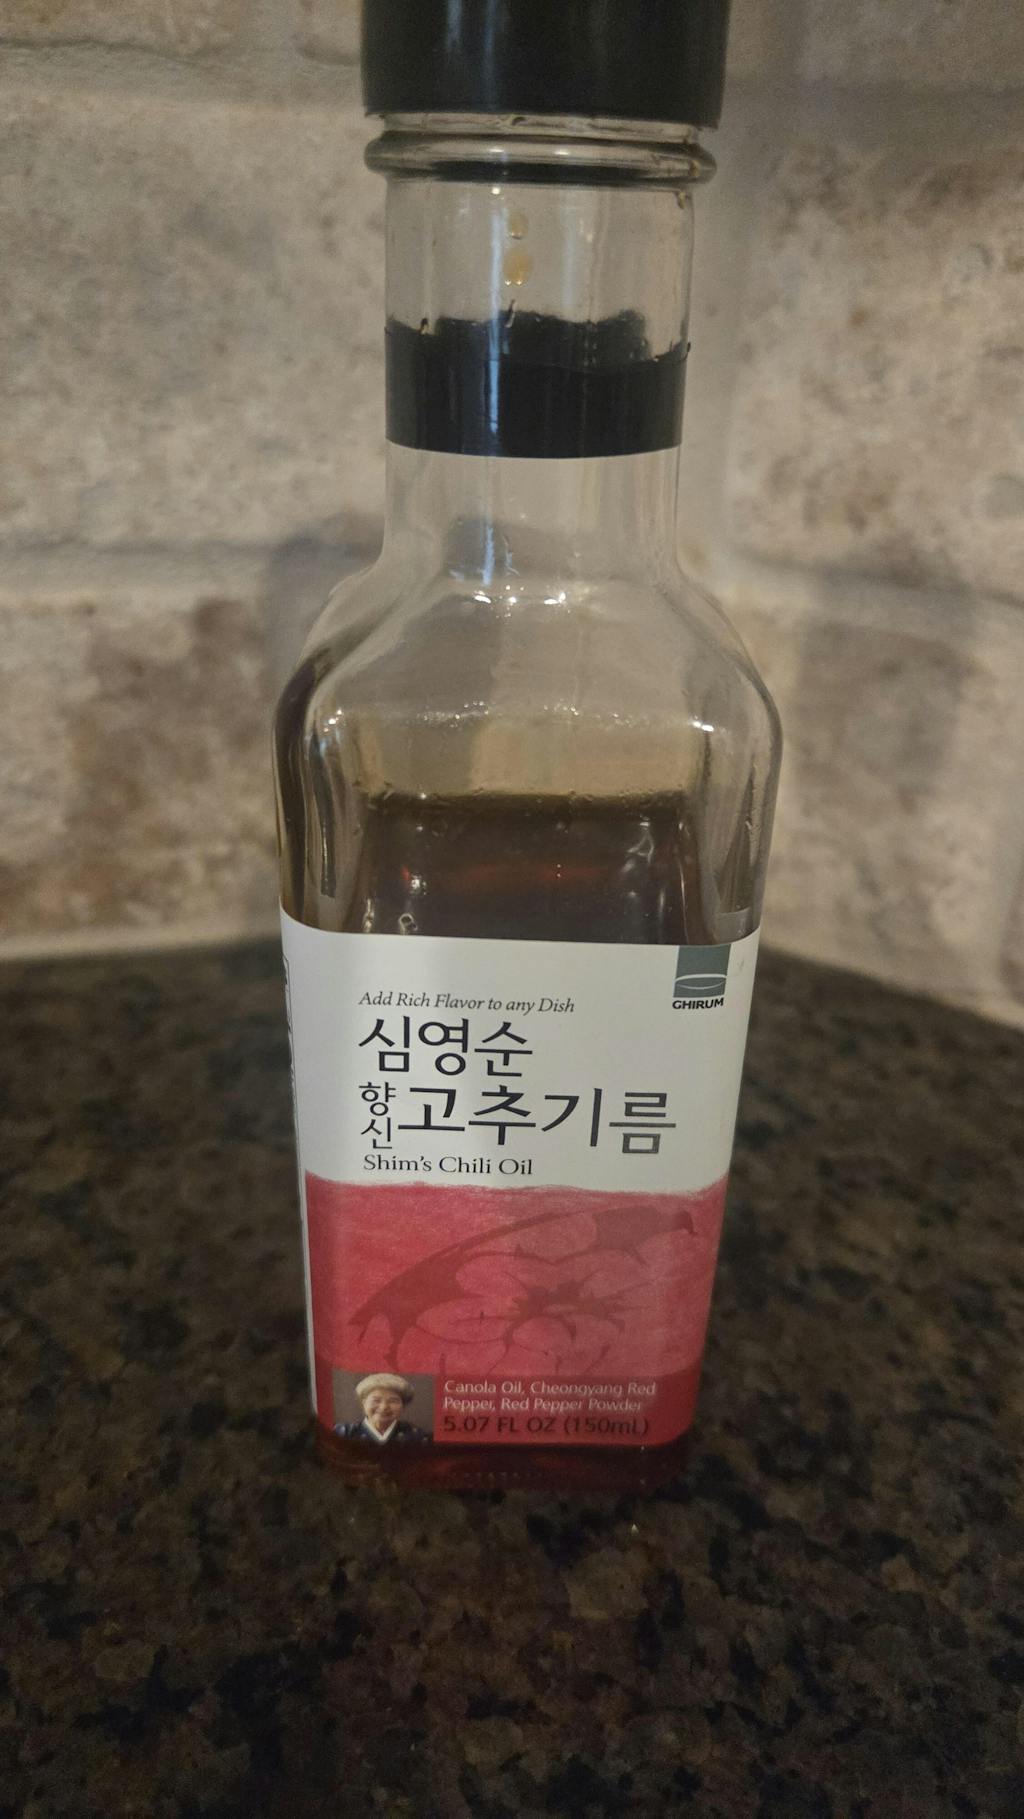 Add Rich Flavor to any Dish
GHIRUM
심영순
향신 고추기름
Shim's Chili Oil
Canola Oil, Cheongyang Red
Pepper, Red Pepper Powder
5.07 FL OZ (150mL)